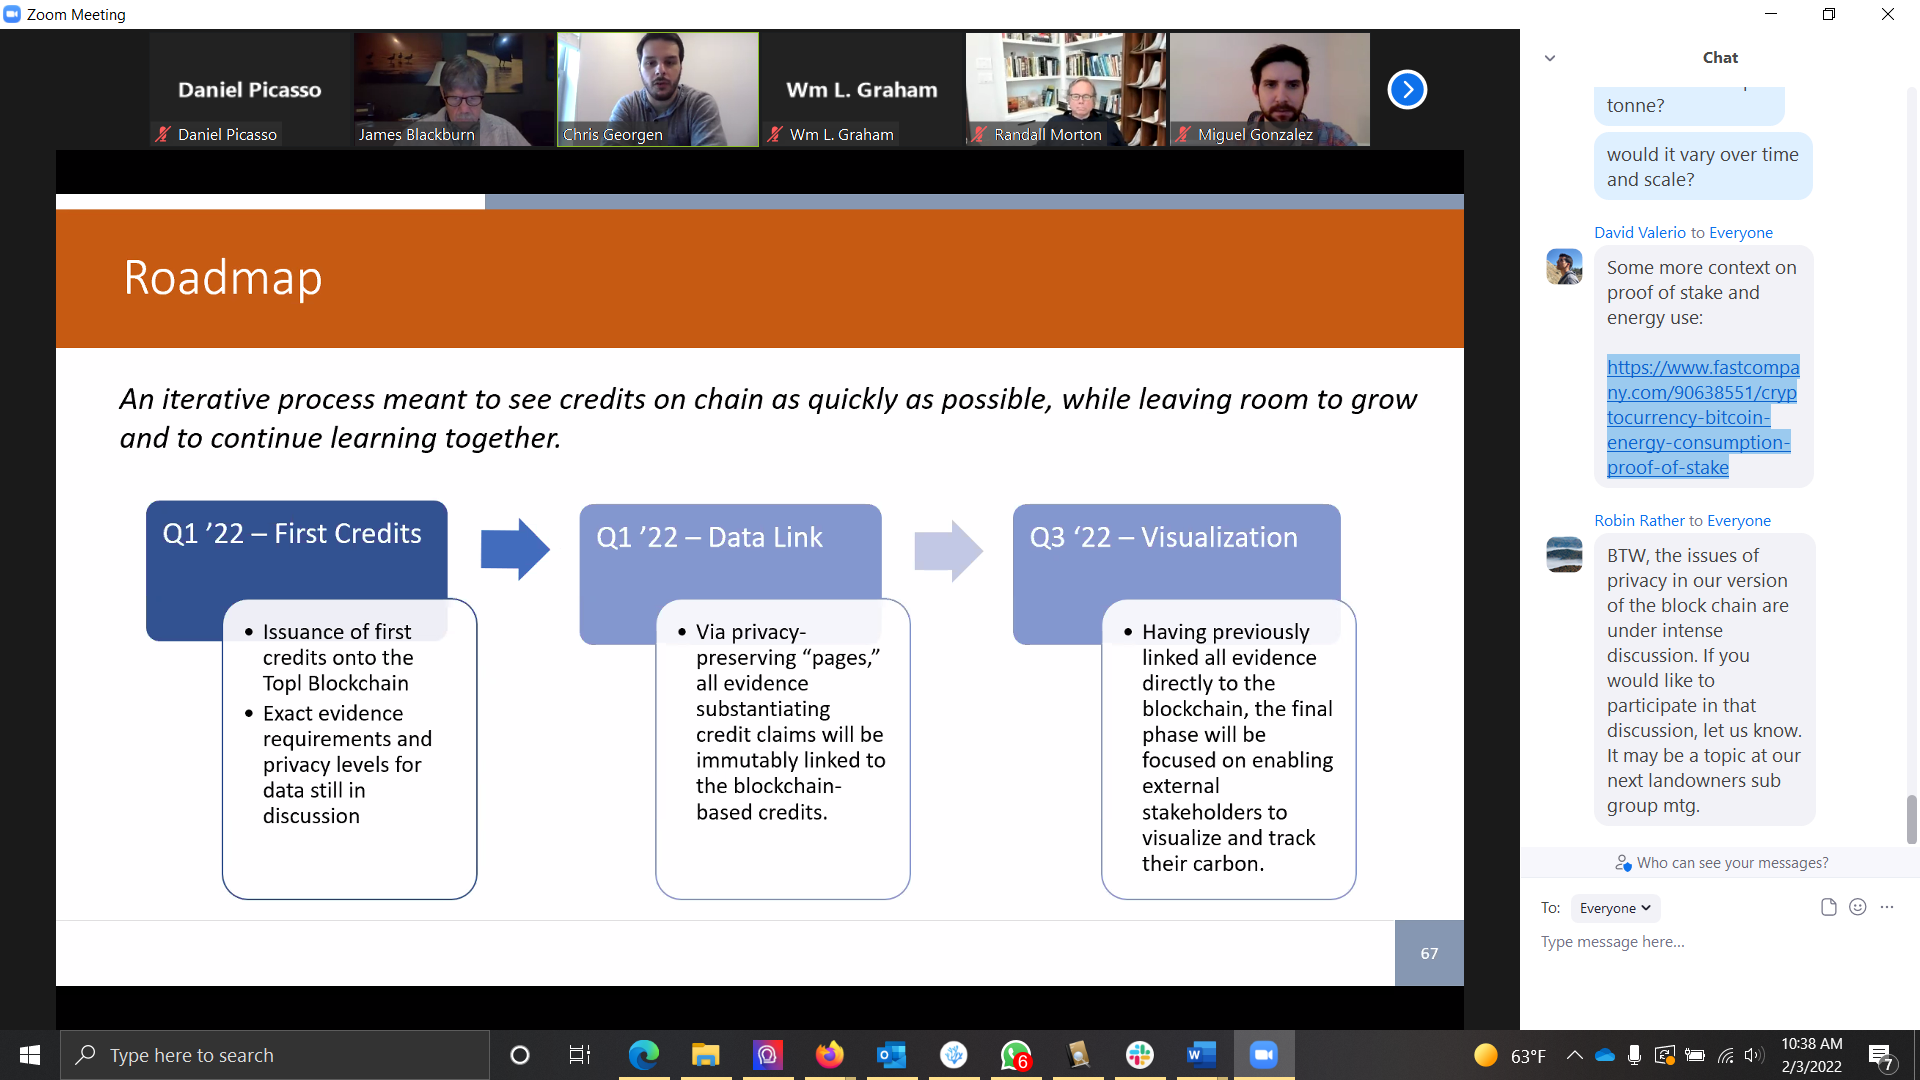 Zoom Meeting
Daniel Picasso
Wm L. Graham
Daniel Picasso
James Blackburn
Chris Georgen
Wm L. Graham
Randall Morton
Miguel Gonzalez
Roadmap
An iterative process meant to see credits on chain as quickly as possible, while leaving room to grow
and to continue learning together.
Q1 ’22 – First Credits
• Issuance of first
credits onto the
Topl Blockchain
• Exact evidence
requirements and
privacy levels for
data still in
discussion
Q1 ’22 – Data Link
• Via privacy-
preserving “pages,”
all evidence
substantiating
credit claims will be
immutably linked to
the blockchain-
based credits.
Q3 ‘22 – Visualization
• Having previously
linked all evidence
directly to the
blockchain, the final
phase will be
focused on enabling
external
stakeholders to
visualize and track
their carbon.
67
Chat
tonne?
would it vary over time
and scale?
David Valerio to Everyone
Some more context on
proof of stake and
energy use:
https://www.fastcompa
ny.com/90638551/cryp
tocurrency-bitcoin-
energy-consumption-
proof-of-stake
Robin Rather to Everyone
BTW, the issues of
privacy in our version
of the block chain are
under intense
discussion. If you
would like to
participate in that
discussion, let us know.
It may be a topic at our
next landowners sub
group mtg.
Who can see your messages?
To: Everyone
Type message here...
Type here to search
6
63°F
10:38 AM
2/3/2022
7